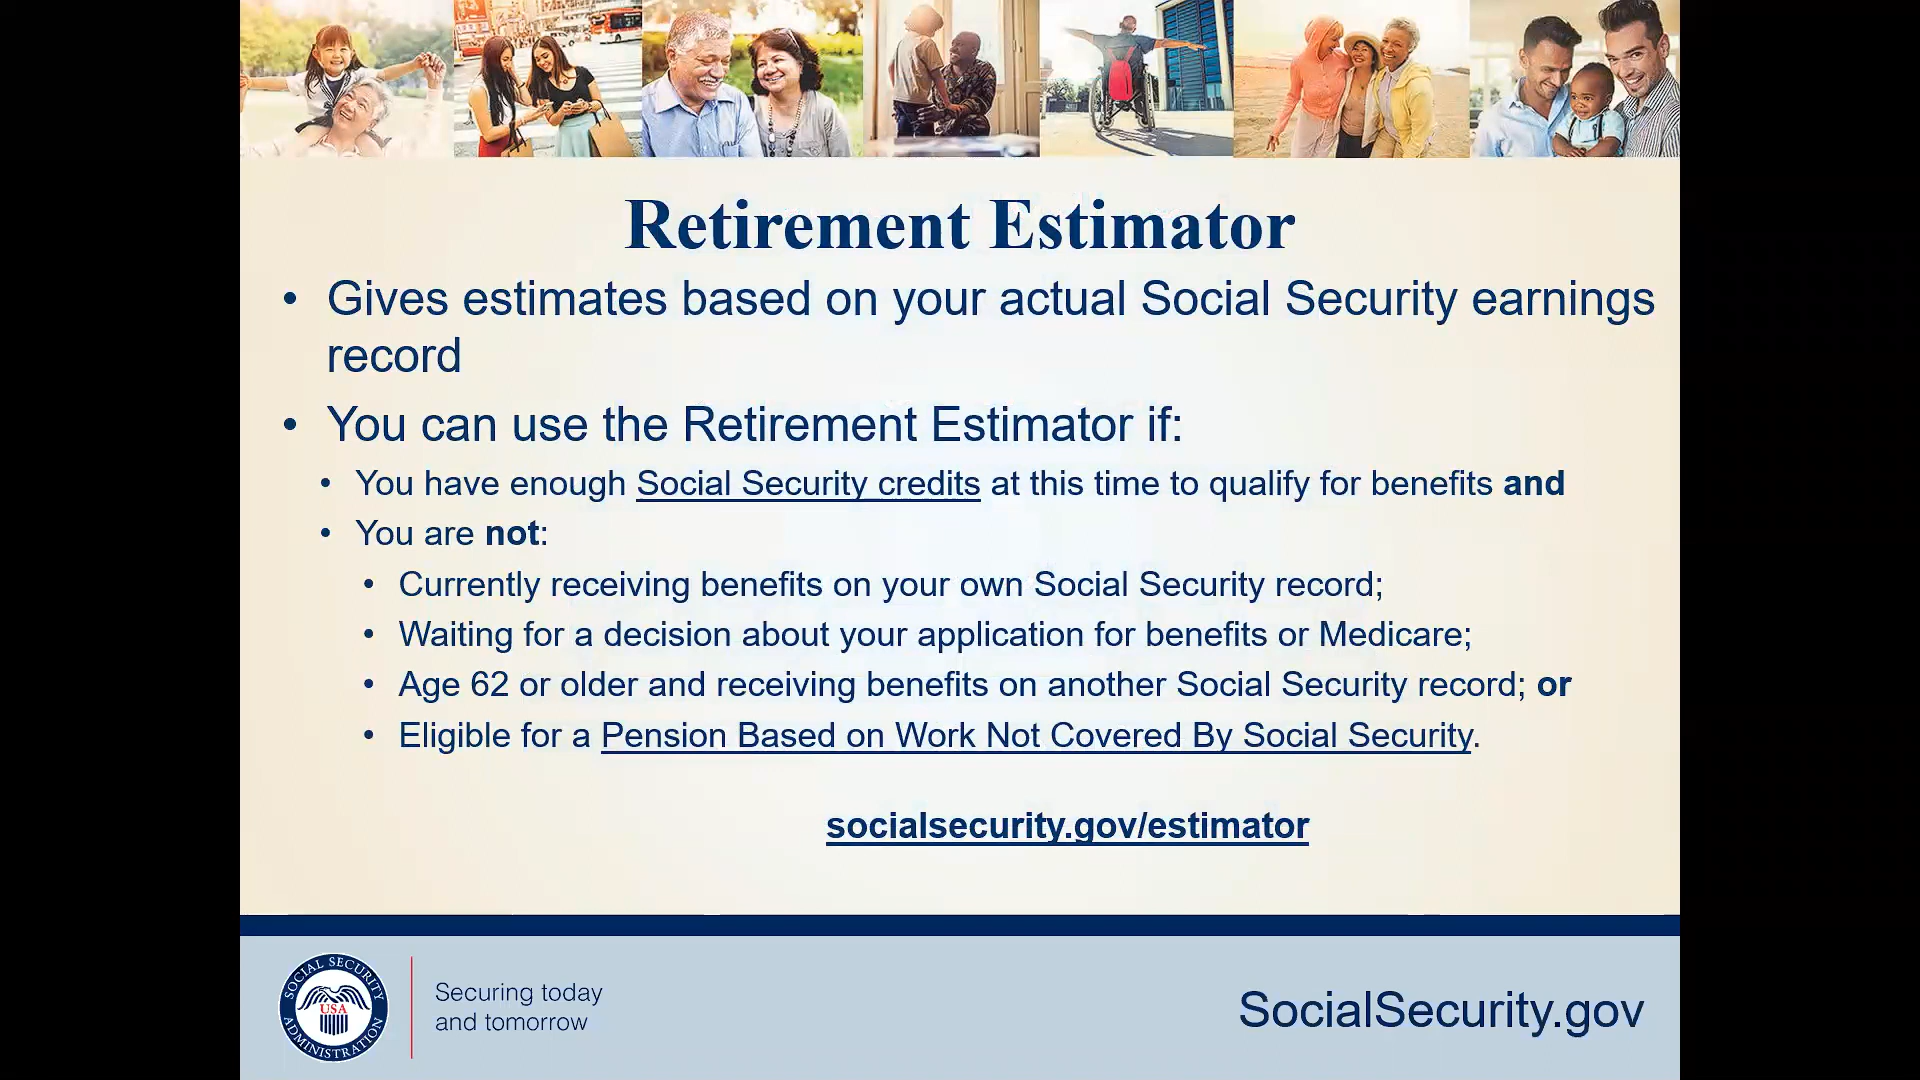 Retirement Estimator
• Gives estimates based on your actual Social Security earnings
record
• You can use the Retirement Estimator if:
• You have enough Social Security credits at this time to qualify for benefits and
• You are not:
• Currently receiving benefits on your own Social Security record;
• Waiting for a decision about your application for benefits or Medicare;
• Age 62 or older and receiving benefits on another Social Security record; or
• Eligible for a Pension Based on Work Not Covered By Social Security.
socialsecurity.gov/estimator
SOCIAL SECURITY ADMINISTRATION
USA
Securing today
and tomorrow
SocialSecurity.gov